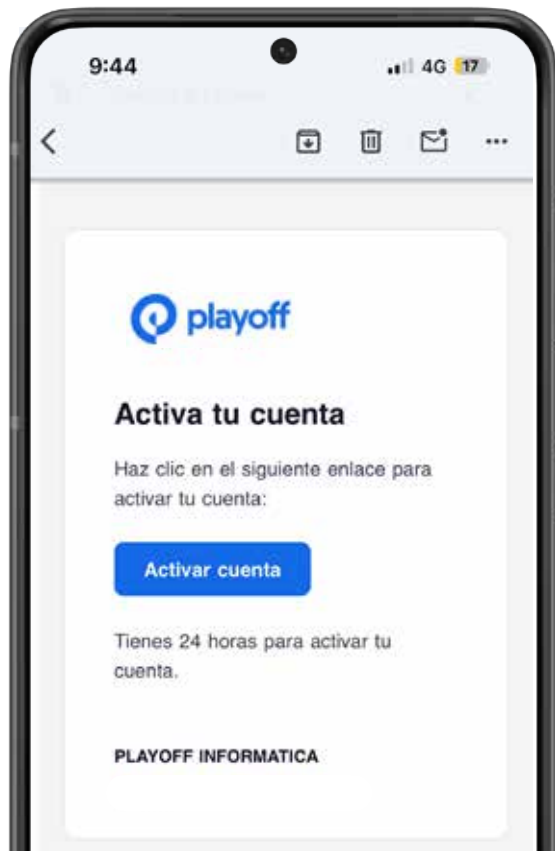 9:44
4G 17
playoff
Activa tu cuenta
Haz clic en el siguiente enlace para
activar tu cuenta:
Activar cuenta
Tienes 24 horas para activar tu
cuenta.
PLAYOFF INFORMATICA